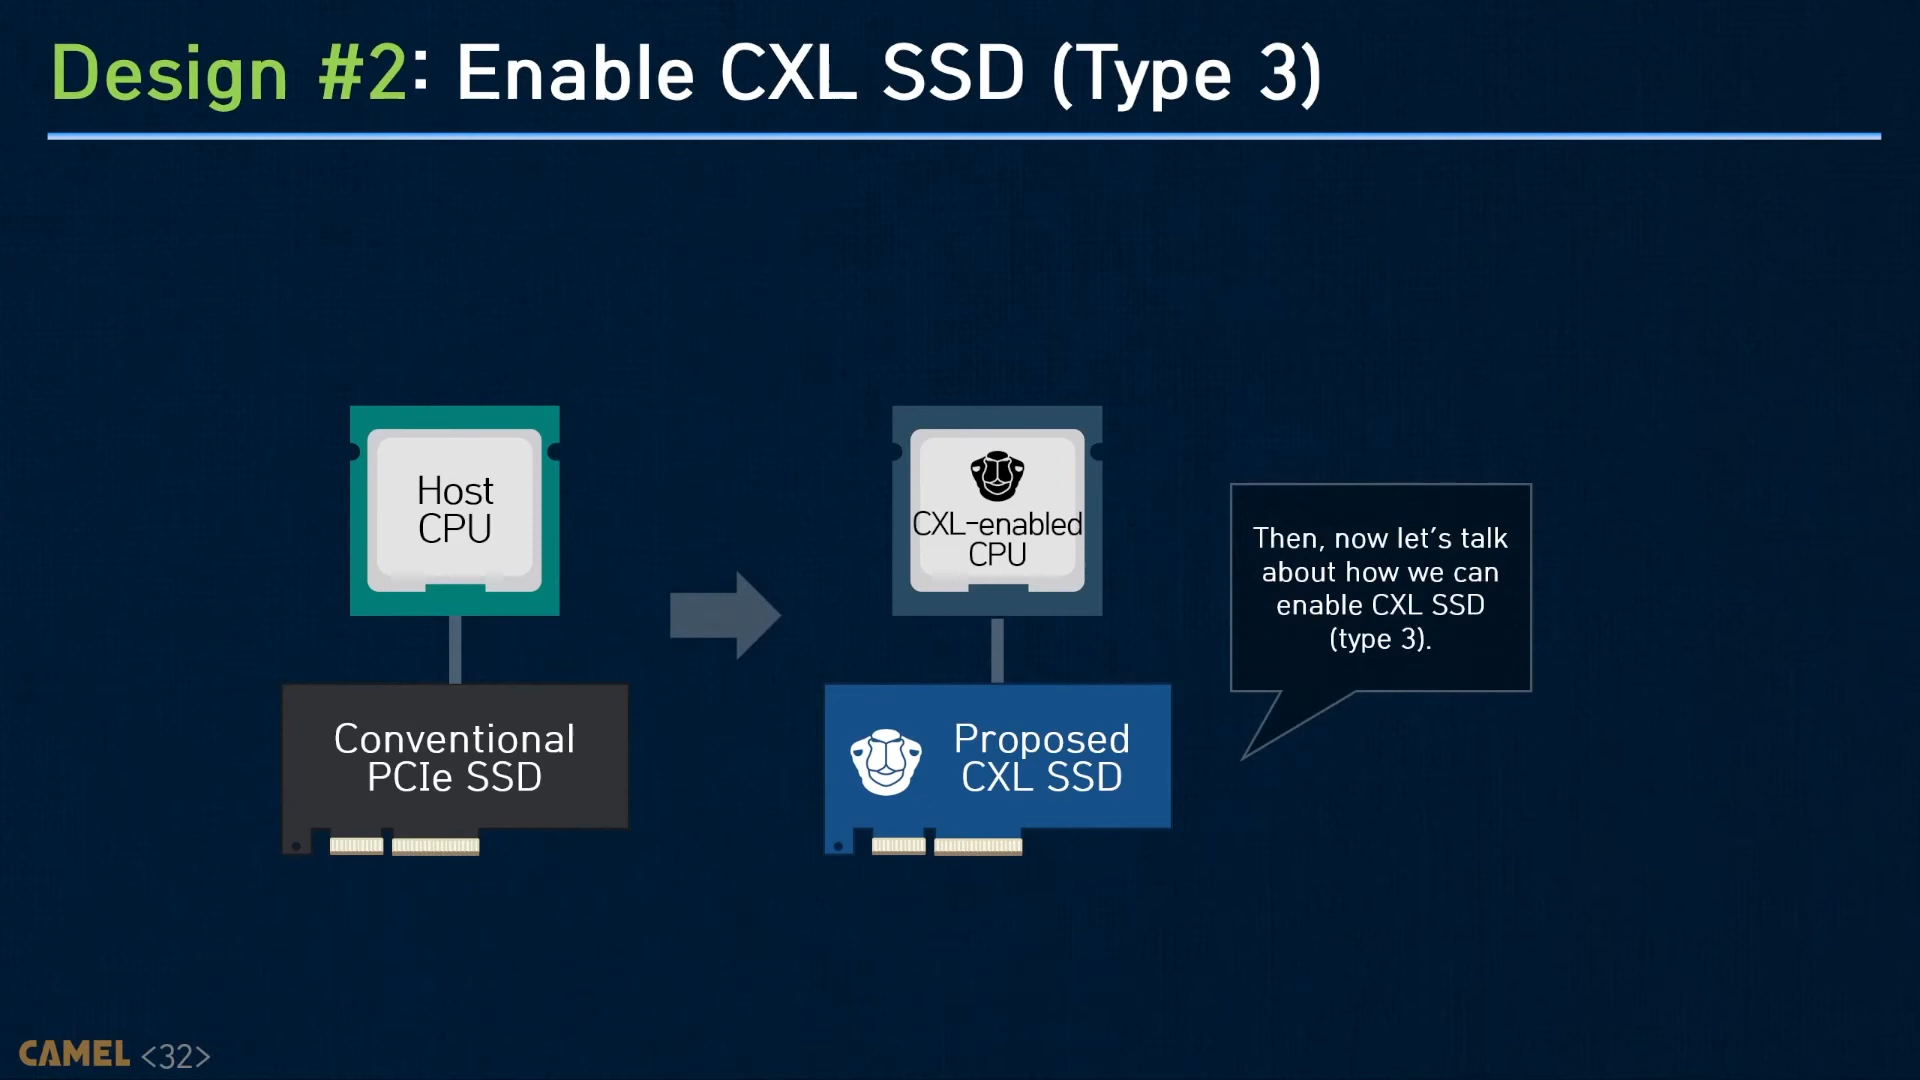 Design #2: Enable CXL SSD (Type 3)
Host
CPU
CXL-enabled
CPU
Then, now let's talk
about how we can
enable CXL SSD
(type 3).
Conventional
PCIe SSD
Proposed
CXL SSD
CAMEL <32>